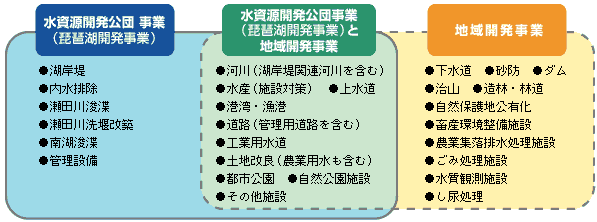 水資源開発公団 事業
（琵琶湖開発事業）
●湖岸堤
●内水排除
●瀬田川浚渫
●瀬田川洗堰改築
●南湖浚渫
●管理設備
水資源開発公団事業
（琵琶湖開発事業）と
地域開発事業
●河川（湖岸堤関連河川を含む）
●水産（施設対策） ●上水道
●港湾・漁港
●道路（管理用道路を含む）
●工業用水道
●土地改良（農業用水も含む）
●都市公園 ●自然公園施設
●その他施設
地域開発事業
●下水道 ●砂防 ●ダム
●治山 ●造林・林道
●自然保護地公有化
●畜産環境整備施設
●農業集落排水処理施設
●ごみ処理施設
●水質観測施設
●し尿処理